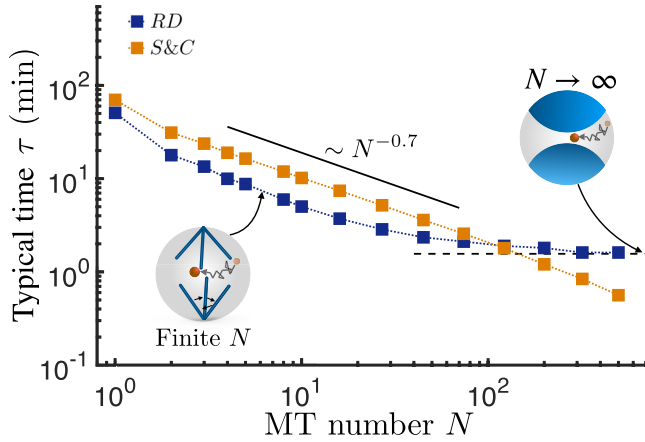 RD
S&C
Typical time τ (min)
10^2
10^1
10^0
10^-1
~ N^-0.7
N → ∞
Finite N
10^0
10^1
10^2
MT number N